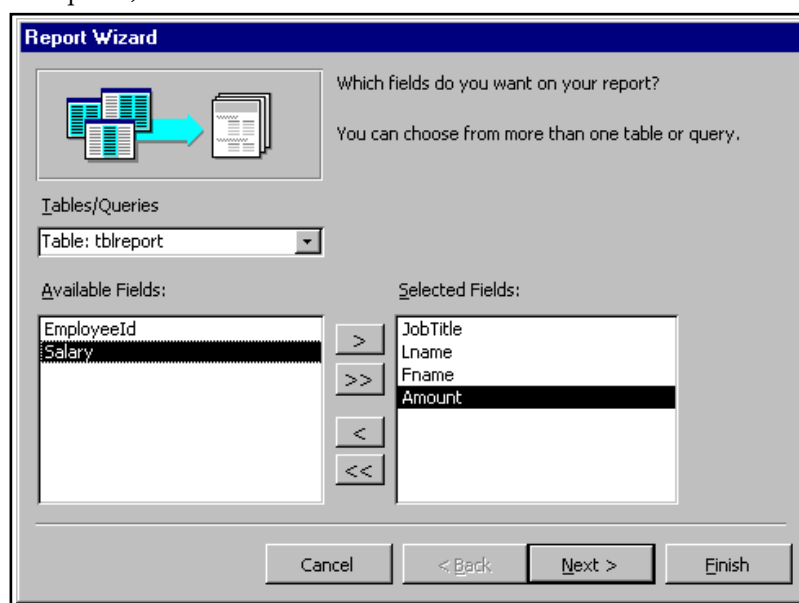 Report Wizard
Which fields do you want on your report?
You can choose from more than one table or query.
Tables/Queries
Table: tblreport
Available Fields:
Selected Fields:
EmployeeId
Salary
>
>>
<
<<
JobTitle
Lname
Fname
Amount
Cancel
< Back
Next >
Finish